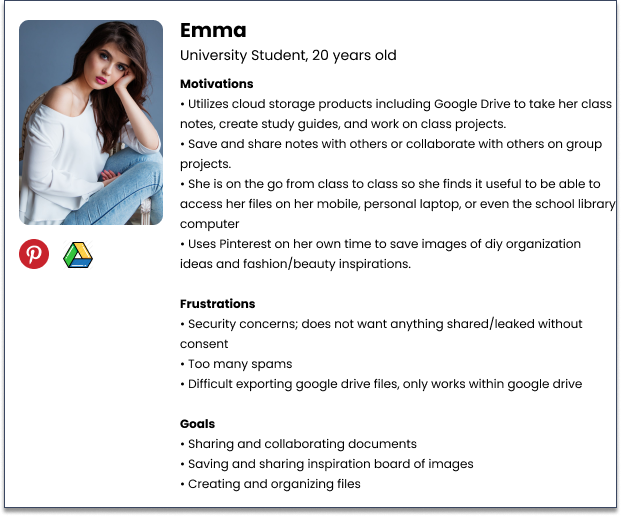 Emma
University Student, 20 years old
Motivations
• Utilizes cloud storage products including Google Drive to take her class
notes, create study guides, and work on class projects.
• Save and share notes with others or collaborate with others on group
projects.
• She is on the go from class to class so she finds it useful to be able to
access her files on her mobile, personal laptop, or even the school library
computer
• Uses Pinterest on her own time to save images of diy organization
ideas and fashion/beauty inspirations.
Frustrations
• Security concerns; does not want anything shared/leaked without
consent
• Too many spams
• Difficult exporting google drive files, only works within google drive
Goals
• Sharing and collaborating documents
• Saving and sharing inspiration board of images
• Creating and organizing files